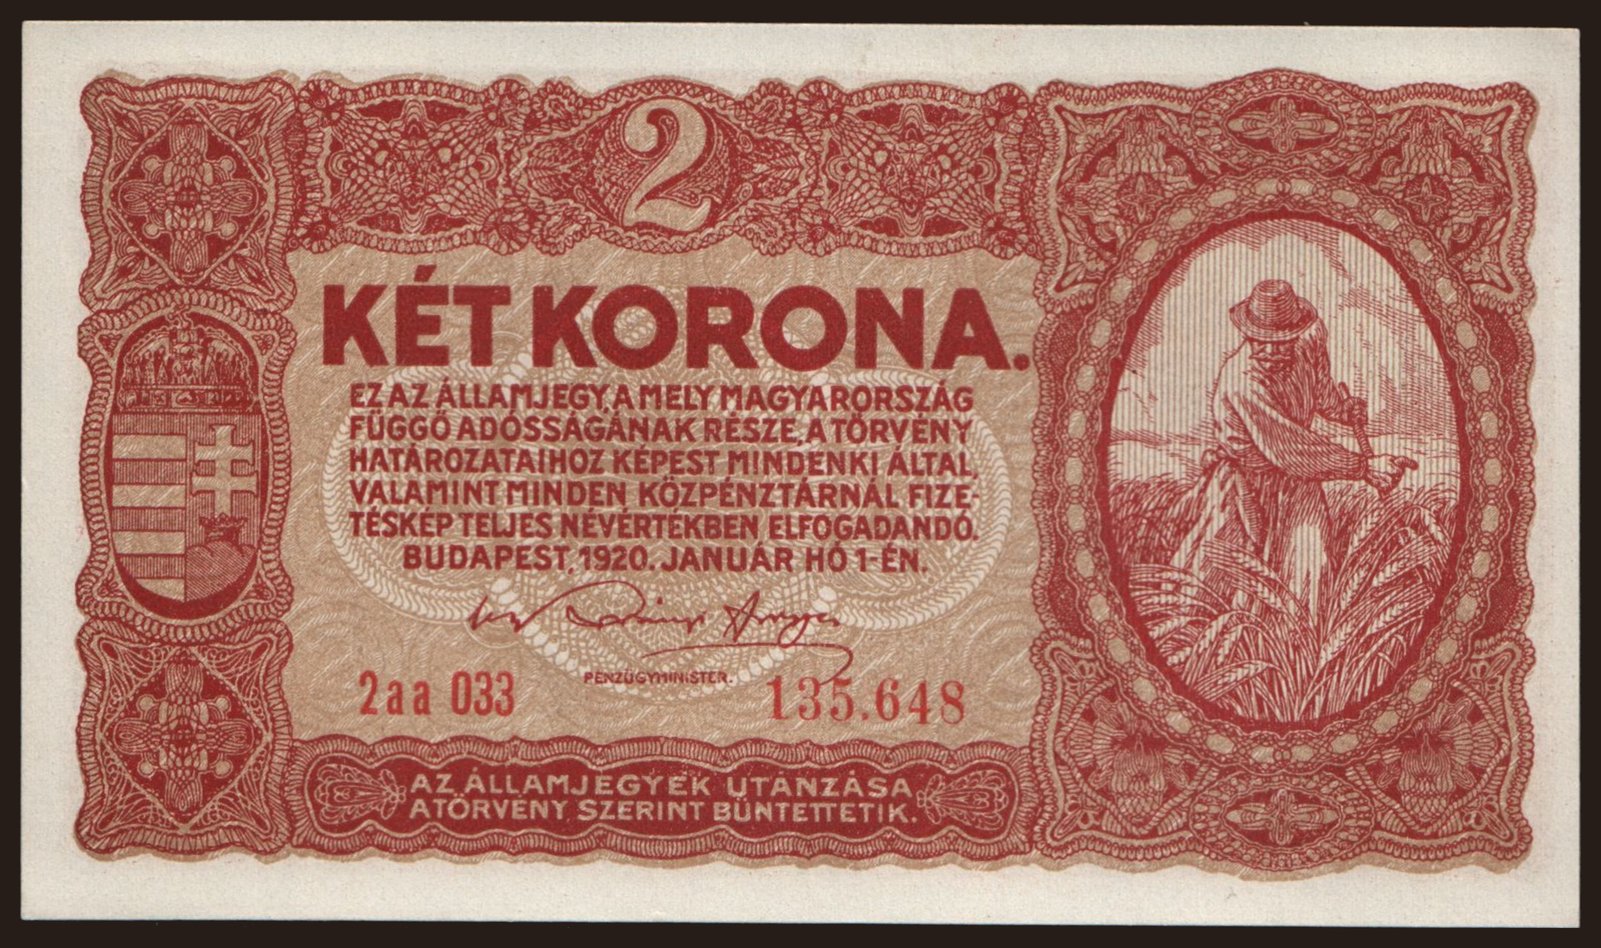 2
KÉT KORONA.
EZ AZ ÁLLAMJEGY, A MELY MAGYARORSZÁG
FÜGGŐ ADÓSSÁGÁNAK RÉSZE, A TÖRVÉNY
HATÁROZATAIHOZ KÉPEST MINDENKI ÁLTAL,
VALAMINT MINDEN KÖZPÉNZTÁRNÁL FIZE-
TÉSKÉP TELJES NÉVÉRTÉKBEN ELFOGADANDÓ.
BUDAPEST, 1920. JANUÁR HÓ 1-ÉN.
PÉNZÜGYMINISTER.
2aa 033 135.648
AZ ÁLLAMJEGYEK UTÁNZÁSA
A TÖRVÉNY SZERINT BÜNTETTETIK.